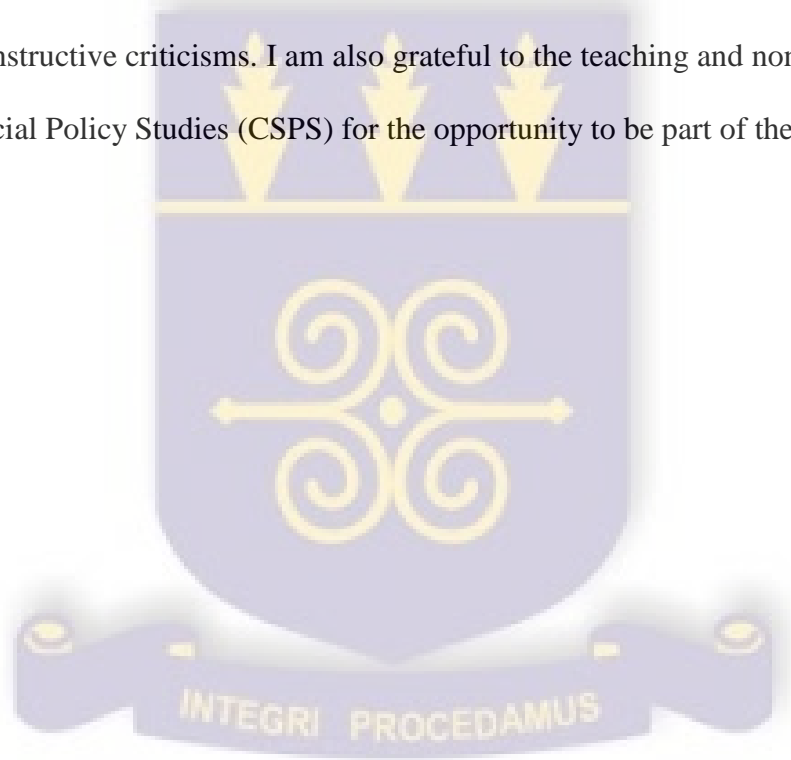 nstructive criticisms. I am also grateful to the teaching and non
cial Policy Studies (CSPS) for the opportunity to be part of the
INTEGRI PROCEDAMUS